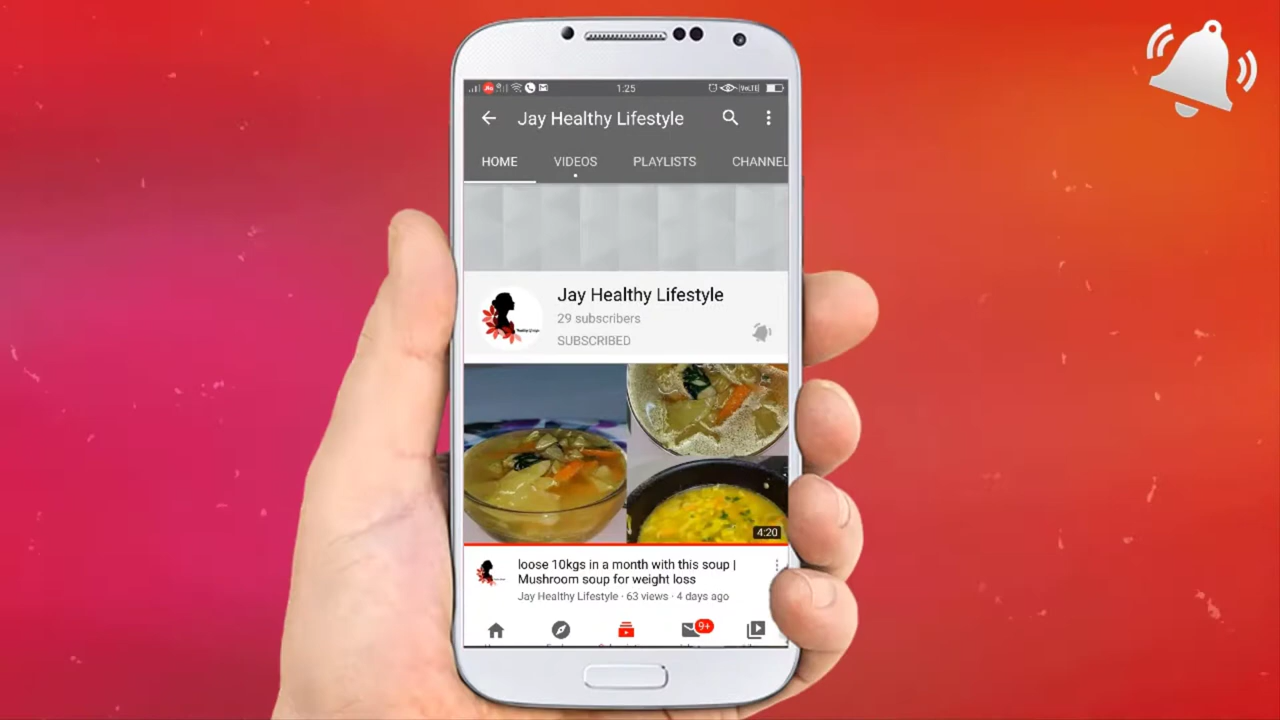 1:25
Jay Healthy Lifestyle
HOME VIDEOS PLAYLISTS CHANNEL
Jay Healthy Lifestyle
29 subscribers
SUBSCRIBED
4:20
loose 10kgs in a month with this soup |
Mushroom soup for weight loss
Jay Healthy Lifestyle · 63 views · 4 days ago
9+